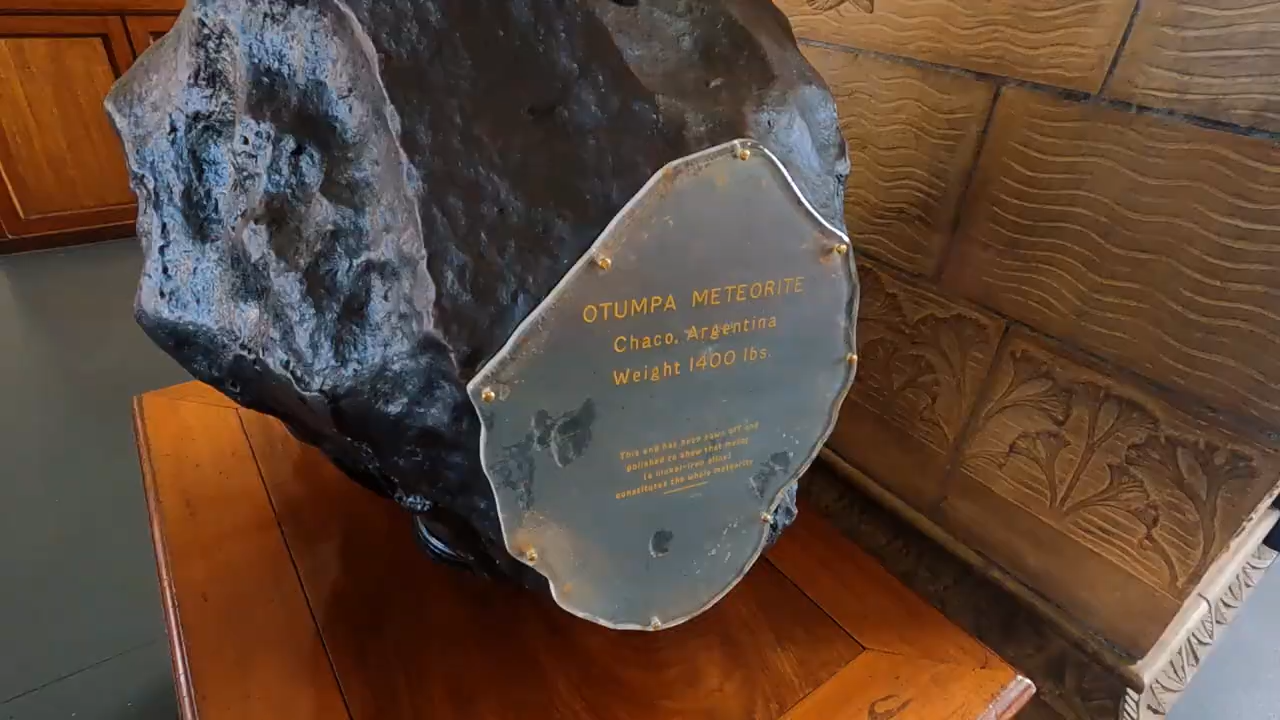 OTUMPA METEORITE
Chaco, Argentina
Weight 1400 lbs.
This end has been sawn off and
polished to show that metal
(a nickel-iron alloy)
constitutes the whole meteorite